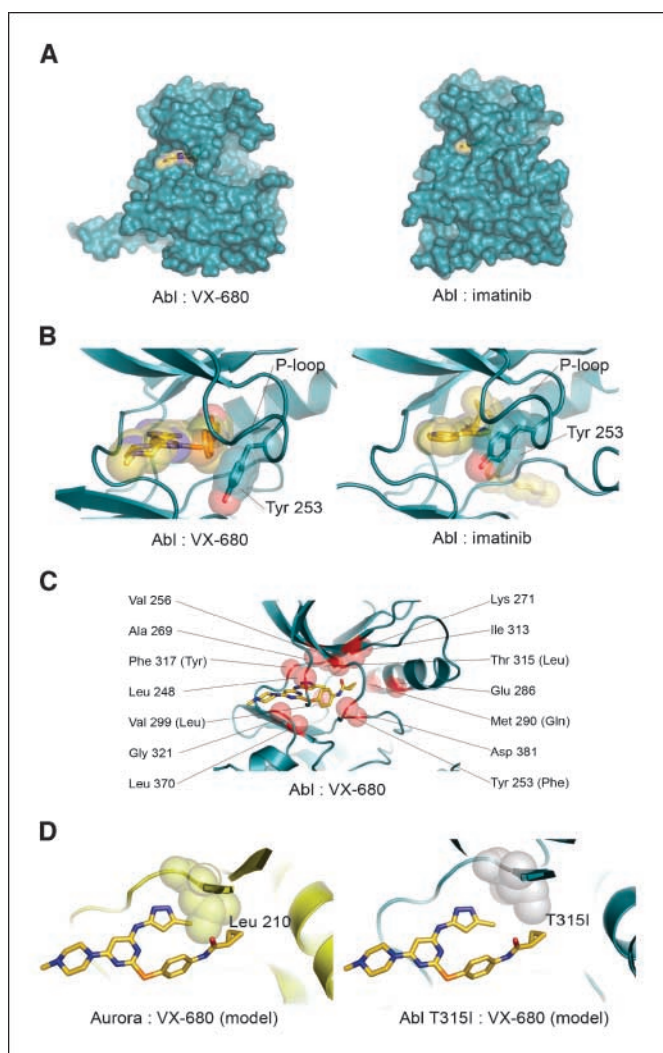 A
Abl : VX-680
Abl : imatinib
B
P-loop
Tyr 253
Abl : VX-680
P-loop
Tyr 253
Abl : imatinib
C
Val 256
Ala 269
Phe 317 (Tyr)
Leu 248
Val 299 (Leu)
Gly 321
Leu 370
Lys 271
Ile 313
Thr 315 (Leu)
Glu 286
Met 290 (Gln)
Asp 381
Tyr 253 (Phe)
Abl : VX-680
D
Leu 210
Aurora : VX-680 (model)
T315I
Abl T315I : VX-680 (model)